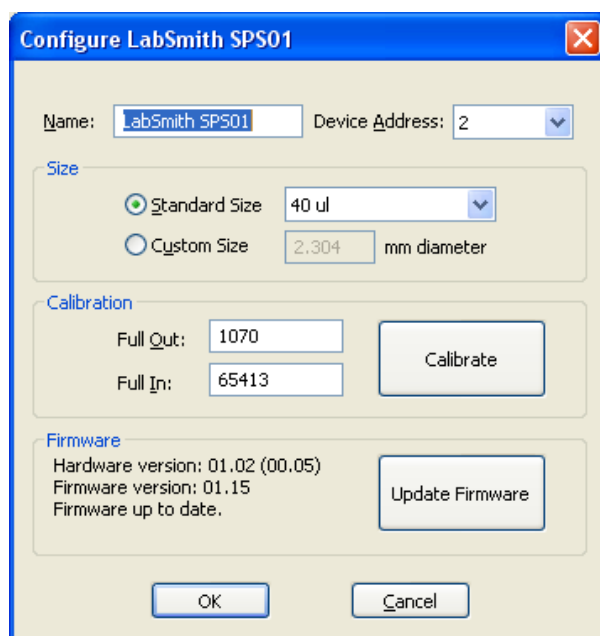 Configure LabSmith SPS01
Name: LabSmith SPS01 Device Address: 2
Size
Standard Size 40 ul
Custom Size 2.304 mm diameter
Calibration
Full Out: 1070
Calibrate
Full In: 65413
Firmware
Hardware version: 01.02 (00.05)
Firmware version: 01.15
Update Firmware
Firmware up to date.
OK Cancel